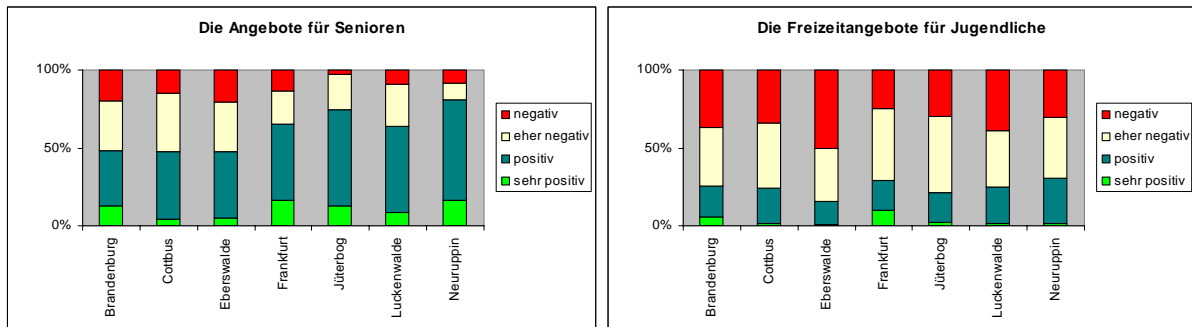 Die Angebote für Senioren
100%
50%
0%
Brandenburg
Cottbus
Eberswalde
Frankfurt
Jüterbog
Luckenwalde
Neuruppin
negativ
eher negativ
positiv
sehr positiv
Die Freizeitangebote für Jugendliche
100%
50%
0%
Brandenburg
Cottbus
Eberswalde
Frankfurt
Jüterbog
Luckenwalde
Neuruppin
negativ
eher negativ
positiv
sehr positiv